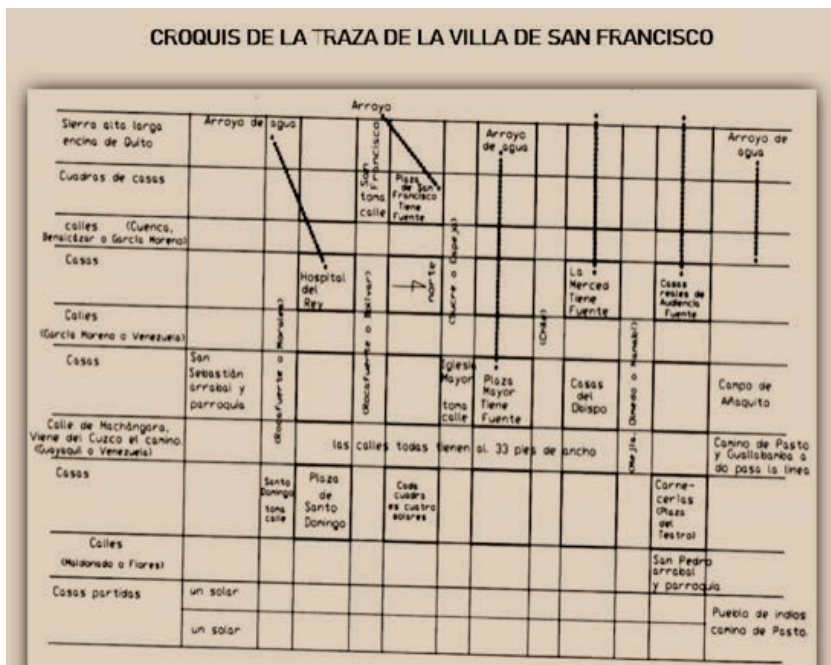 CROQUIS DE LA TRAZA DE LA VILLA DE SAN FRANCISCO
Arroyo
Sierra alta larga
encina de Quito
Arroyo de agua
Arroyo
de agua
Arroyo de
agua
Cuadras de casas
San
Francisco
toma
calle
Plaza
de San
Francisco
Tiene
Fuente
calles (Cuenca,
Benalcázar o García Moreno)
Casas
Hospital
del
Rey
norte
La
Merced
Tiene
Fuente
Casas
reales de
Audiencia
Fuente
(Rocafuerte o Morales)
(Rocafuerte o Bolívar)
(Sucre o Espejo)
(Chile)
(Mejía, Olmedo o Manabí)
Calles
(García Moreno o Venezuela)
Casas
San
Sebastián
arrabal y
parroquia
Iglesia
Mayor
toma
calle
Plaza
Mayor
Tiene
Fuente
Casas
del
Obispo
Campo de
Añaquito
Calle de Machángara,
Viene del Cuzco el camino.
(Guayaquil o Venezuela)
las calles todas tienen al 33 pies de ancho
Camino de Pasto
y Guallabamba a
do pasa la línea
Casas
Santo
Domingo
toma
calle
Plaza
de
Santo
Domingo
Cada
cuadra
es cuatro
solares
Carne-
cerías
(Plaza
del
Teatro)
Calles
(Maldonado o Flores)
San Pedro
arrabal
y parroquia
Casas partidas
un solar
un solar
Pueblo de indios
camino de Pasto.